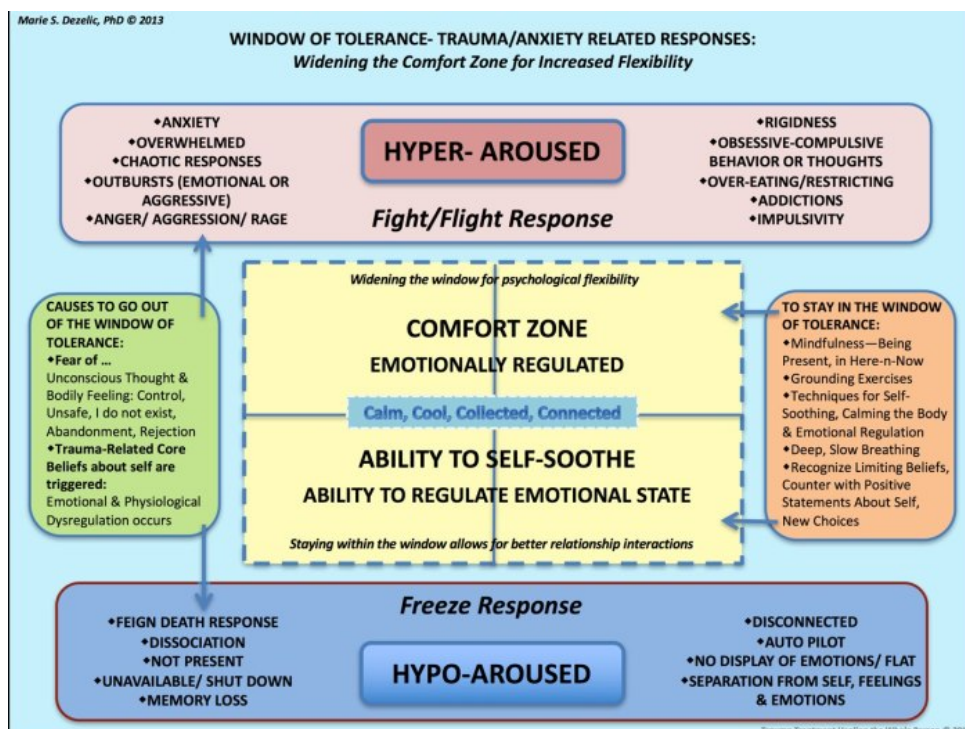 Marie S. Dezelic, PhD © 2013
WINDOW OF TOLERANCE- TRAUMA/ANXIETY RELATED RESPONSES:
Widening the Comfort Zone for Increased Flexibility
◆ANXIETY
◆OVERWHELMED
◆CHAOTIC RESPONSES
◆OUTBURSTS (EMOTIONAL OR
AGGRESSIVE)
◆ANGER/ AGGRESSION/ RAGE
HYPER- AROUSED
Fight/Flight Response
◆RIGIDNESS
◆OBSESSIVE-COMPULSIVE
BEHAVIOR OR THOUGHTS
◆OVER-EATING/RESTRICTING
◆ADDICTIONS
◆IMPULSIVITY
CAUSES TO GO OUT
OF THE WINDOW OF
TOLERANCE:
◆Fear of …
Unconscious Thought &
Bodily Feeling: Control,
Unsafe, I do not exist,
Abandonment, Rejection
◆Trauma-Related Core
Beliefs about self are
triggered:
Emotional & Physiological
Dysregulation occurs
Widening the window for psychological flexibility
COMFORT ZONE
EMOTIONALLY REGULATED
Calm, Cool, Collected, Connected
ABILITY TO SELF-SOOTHE
ABILITY TO REGULATE EMOTIONAL STATE
Staying within the window allows for better relationship interactions
TO STAY IN THE WINDOW
OF TOLERANCE:
◆Mindfulness—Being
Present, in Here-n-Now
◆Grounding Exercises
◆Techniques for Self-
Soothing, Calming the Body
& Emotional Regulation
◆Deep, Slow Breathing
◆Recognize Limiting Beliefs,
Counter with Positive
Statements About Self,
New Choices
◆FEIGN DEATH RESPONSE
◆DISSOCIATION
◆NOT PRESENT
◆UNAVAILABLE/ SHUT DOWN
◆MEMORY LOSS
Freeze Response
HYPO-AROUSED
◆DISCONNECTED
◆AUTO PILOT
◆NO DISPLAY OF EMOTIONS/ FLAT
◆SEPARATION FROM SELF, FEELINGS
& EMOTIONS